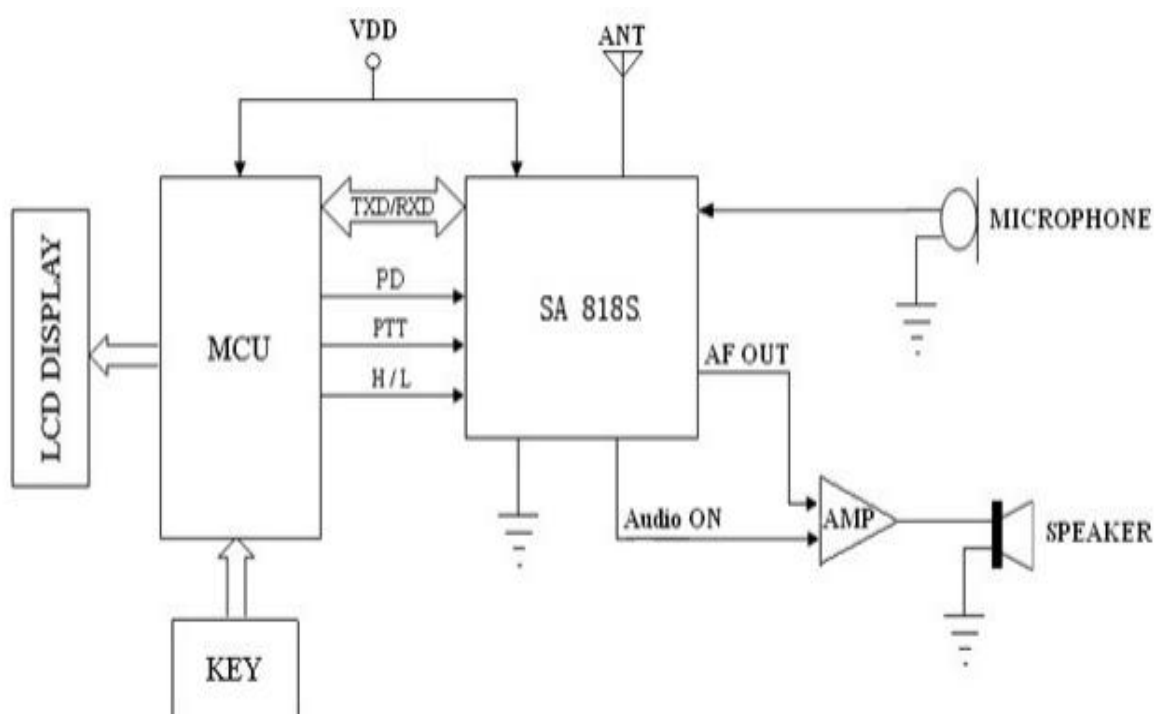 VDD
ANT
TXD/RXD
MICROPHONE
PD
SA 818S
LCD DISPLAY
MCU
PTT
AF OUT
H/L
Audio ON
AMP
SPEAKER
KEY